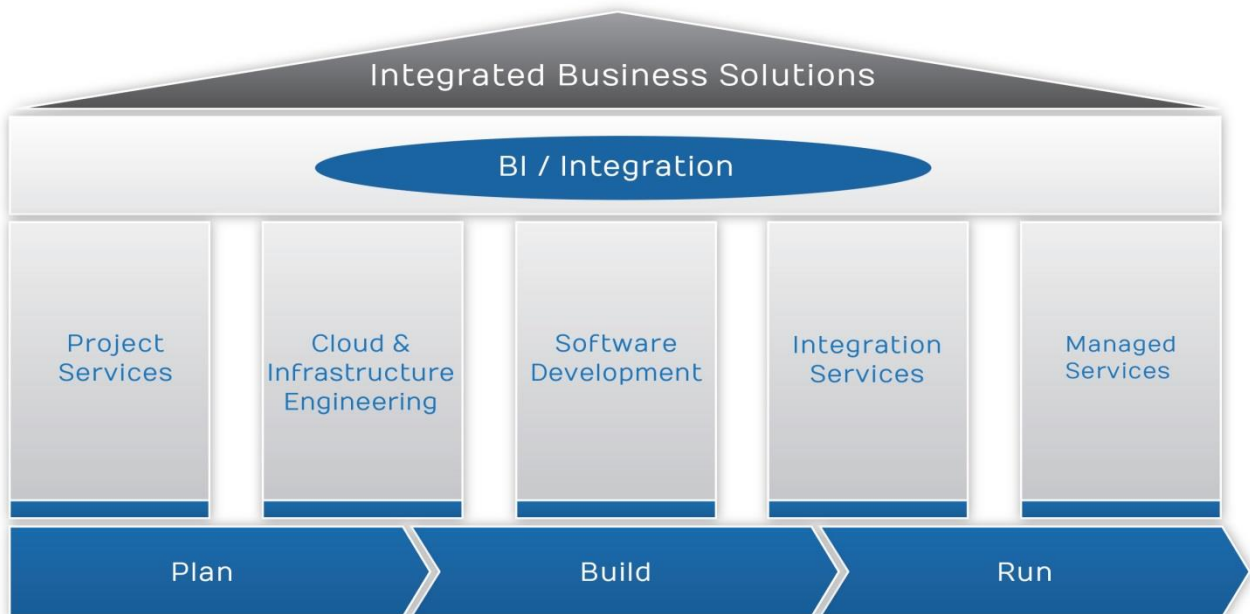 Integrated Business Solutions
BI / Integration
Project
Services
Cloud &
Infrastructure
Engineering
Software
Development
Integration
Services
Managed
Services
Plan
Build
Run